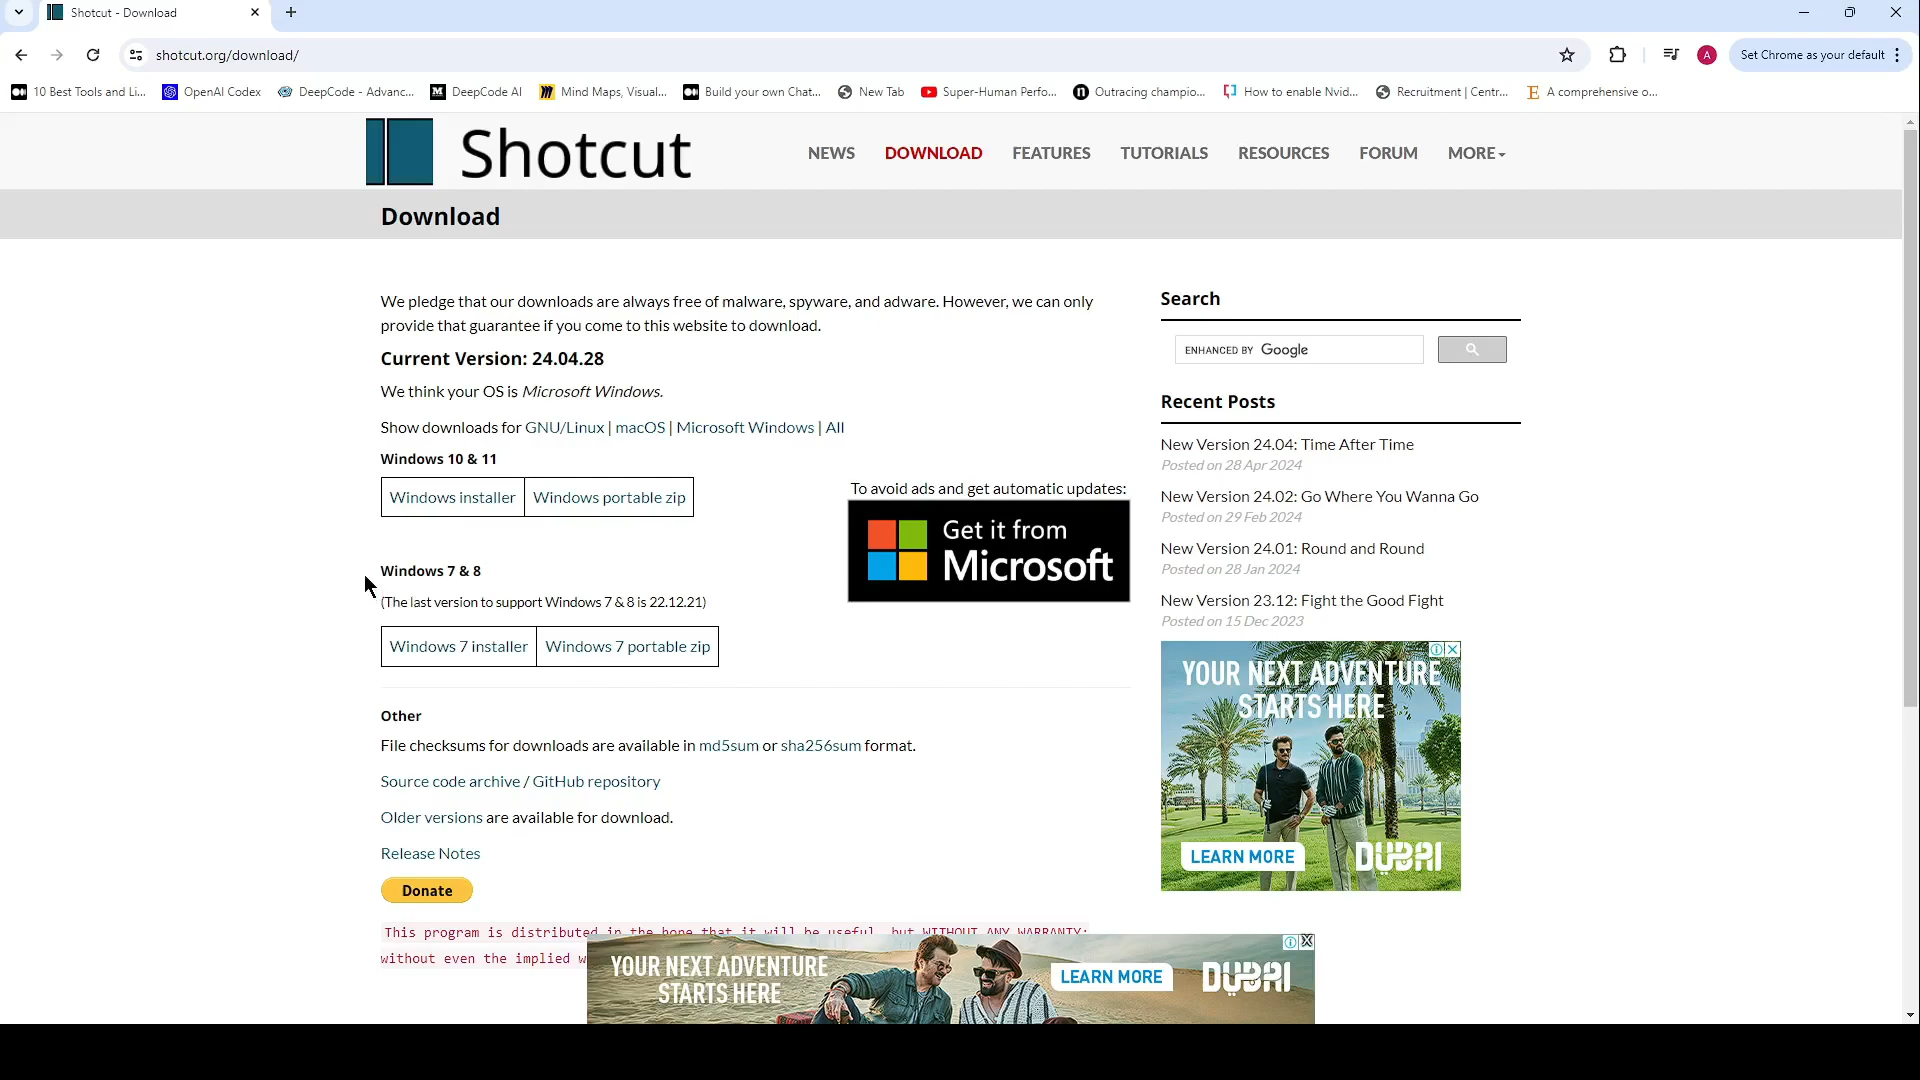 Shotcut - Download
shotcut.org/download/
A
Set Chrome as your default
10 Best Tools and Li...
OpenAI Codex
DeepCode - Advanc...
DeepCode AI
Mind Maps, Visual...
Build your own Chat...
New Tab
Super-Human Perfo...
Outracing champio...
How to enable Nvid...
Recruitment | Centr...
A comprehensive o...
Shotcut
NEWS
DOWNLOAD
FEATURES
TUTORIALS
RESOURCES
FORUM
MORE
Download
We pledge that our downloads are always free of malware, spyware, and adware. However, we can only
provide that guarantee if you come to this website to download.
Current Version: 24.04.28
We think your OS is Microsoft Windows.
Show downloads for GNU/Linux | macOS | Microsoft Windows | All
Windows 10 & 11
Windows installer
Windows portable zip
To avoid ads and get automatic updates:
Get it from
Microsoft
Windows 7 & 8
(The last version to support Windows 7 & 8 is 22.12.21)
Windows 7 installer
Windows 7 portable zip
Other
File checksums for downloads are available in md5sum or sha256sum format.
Source code archive / GitHub repository
Older versions are available for download.
Release Notes
Donate
This program is distributed in the hope that it will be useful, but WITHOUT ANY WARRANTY;
without even the implied w
Search
ENHANCED BY Google
Recent Posts
New Version 24.04: Time After Time
Posted on 28 Apr 2024
New Version 24.02: Go Where You Wanna Go
Posted on 29 Feb 2024
New Version 24.01: Round and Round
Posted on 28 Jan 2024
New Version 23.12: Fight the Good Fight
Posted on 15 Dec 2023
YOUR NEXT ADVENTURE
STARTS HERE
LEARN MORE
DUBAI
YOUR NEXT ADVENTURE
STARTS HERE
LEARN MORE
DUBAI